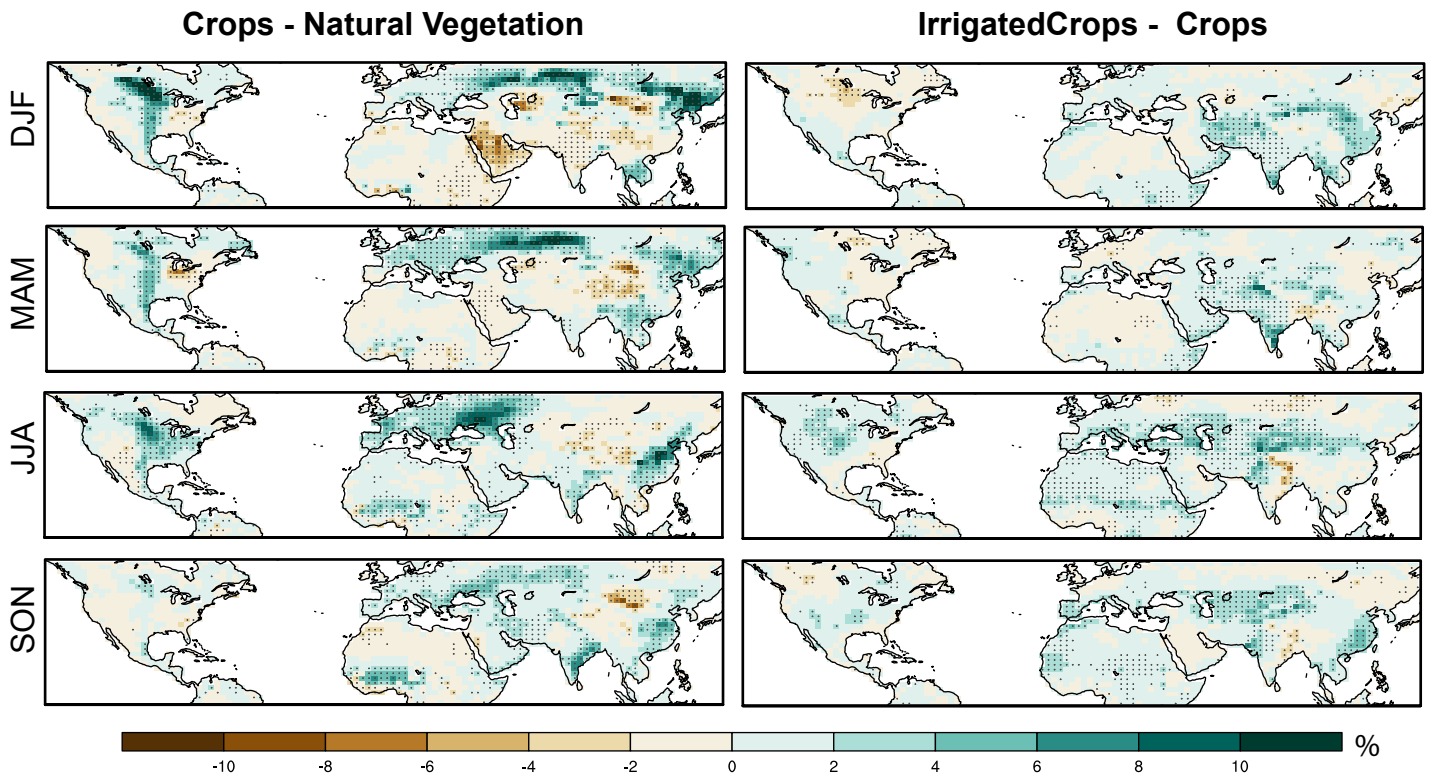 Crops - Natural Vegetation
IrrigatedCrops - Crops
DJF
MAM
JJA
SON
-10 -8 -6 -4 -2 0 2 4 6 8 10 %